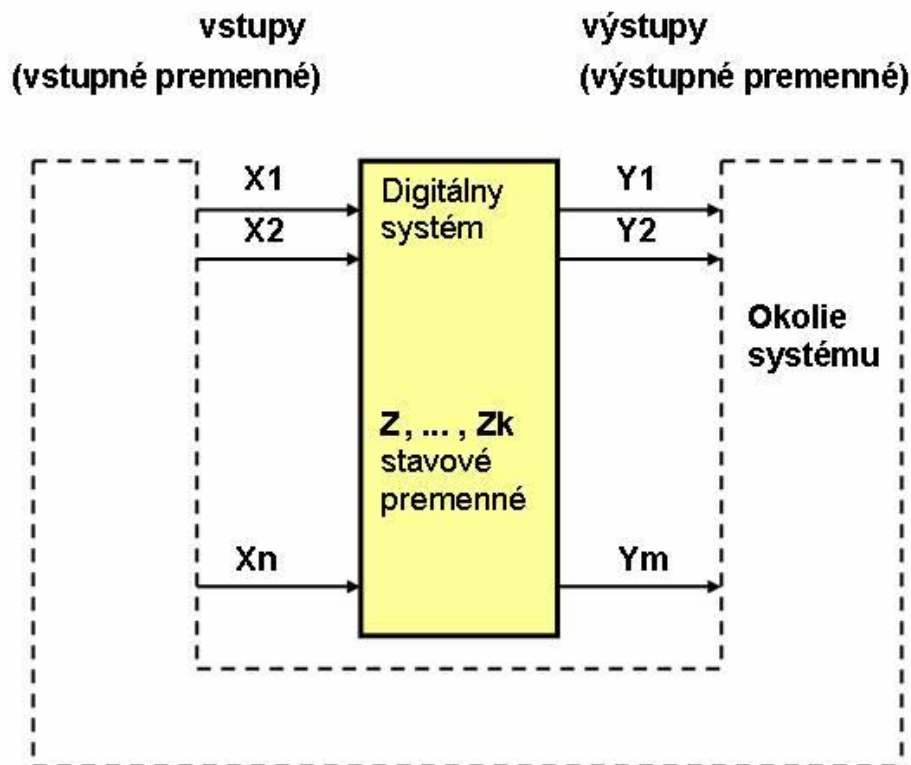 vstupy
(vstupné premenné)
výstupy
(výstupné premenné)
X1
X2
Xn
Digitálny
systém
Z , ... , Zk
stavové
premenné
Y1
Y2
Ym
Okolie
systému